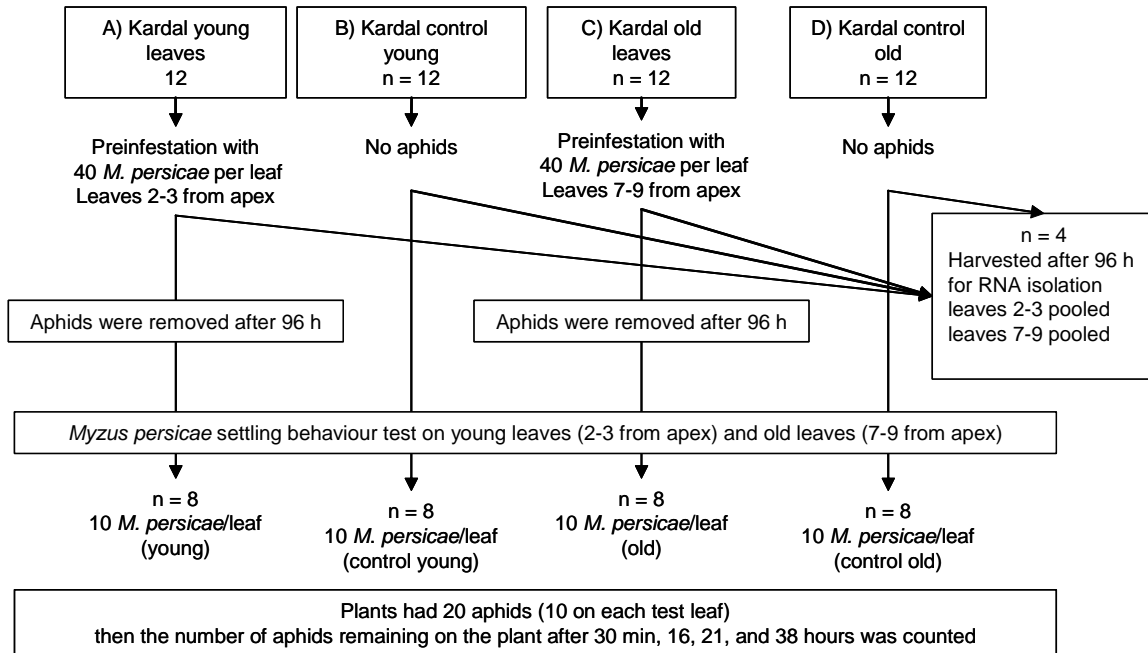 A) Kardal young
leaves
12
B) Kardal control
young
n = 12
C) Kardal old
leaves
n = 12
D) Kardal control
old
n = 12
Preinfestation with
40 M. persicae per leaf
Leaves 2-3 from apex
No aphids
Preinfestation with
40 M. persicae per leaf
Leaves 7-9 from apex
No aphids
n = 4
Harvested after 96 h
for RNA isolation
leaves 2-3 pooled
leaves 7-9 pooled
Aphids were removed after 96 h
Aphids were removed after 96 h
Myzus persicae settling behaviour test on young leaves (2-3 from apex) and old leaves (7-9 from apex)
n = 8
10 M. persicae/leaf
(young)
n = 8
10 M. persicae/leaf
(control young)
n = 8
10 M. persicae/leaf
(old)
n = 8
10 M. persicae/leaf
(control old)
Plants had 20 aphids (10 on each test leaf)
then the number of aphids remaining on the plant after 30 min, 16, 21, and 38 hours was counted